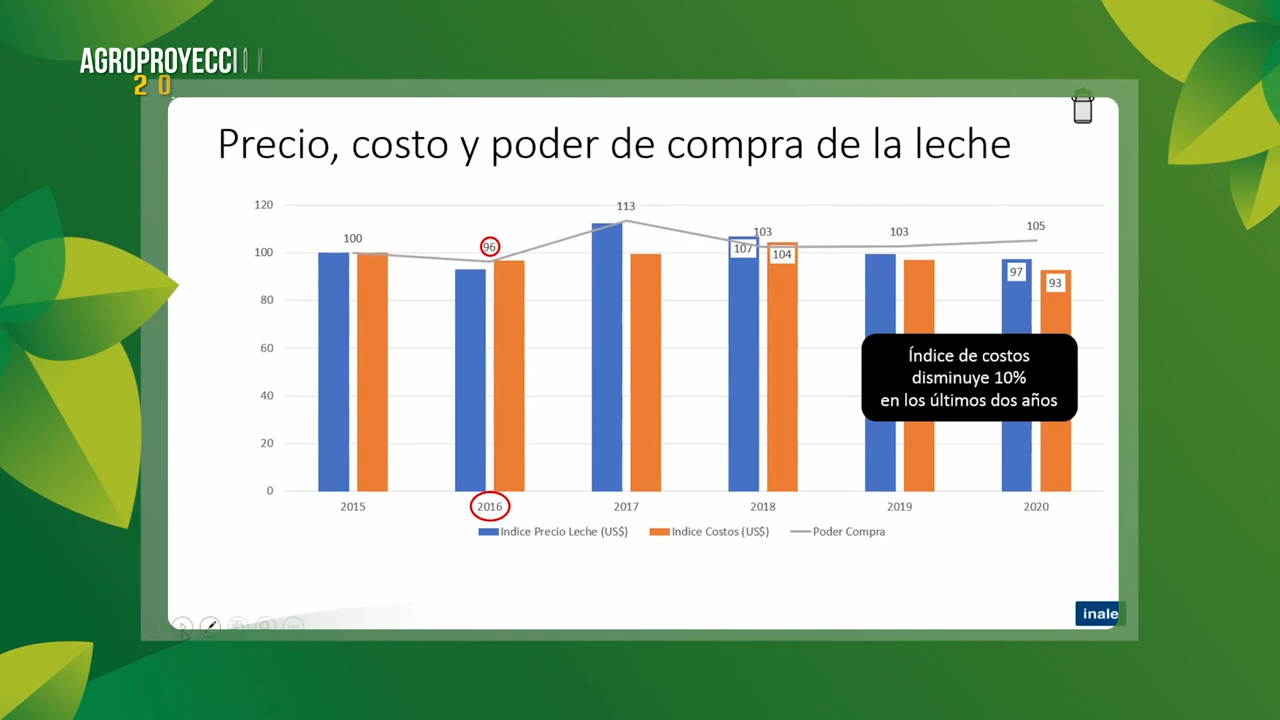 AGROPROYECCI
20
Precio, costo y poder de compra de la leche
120
100
80
60
40
20
0
100
96
113
103
107
104
103
105
97
93
Índice de costos
disminuye 10%
en los últimos dos años
2015 2016 2017 2018 2019 2020
Indice Precio Leche (US$) Indice Costos (US$) Poder Compra
inale